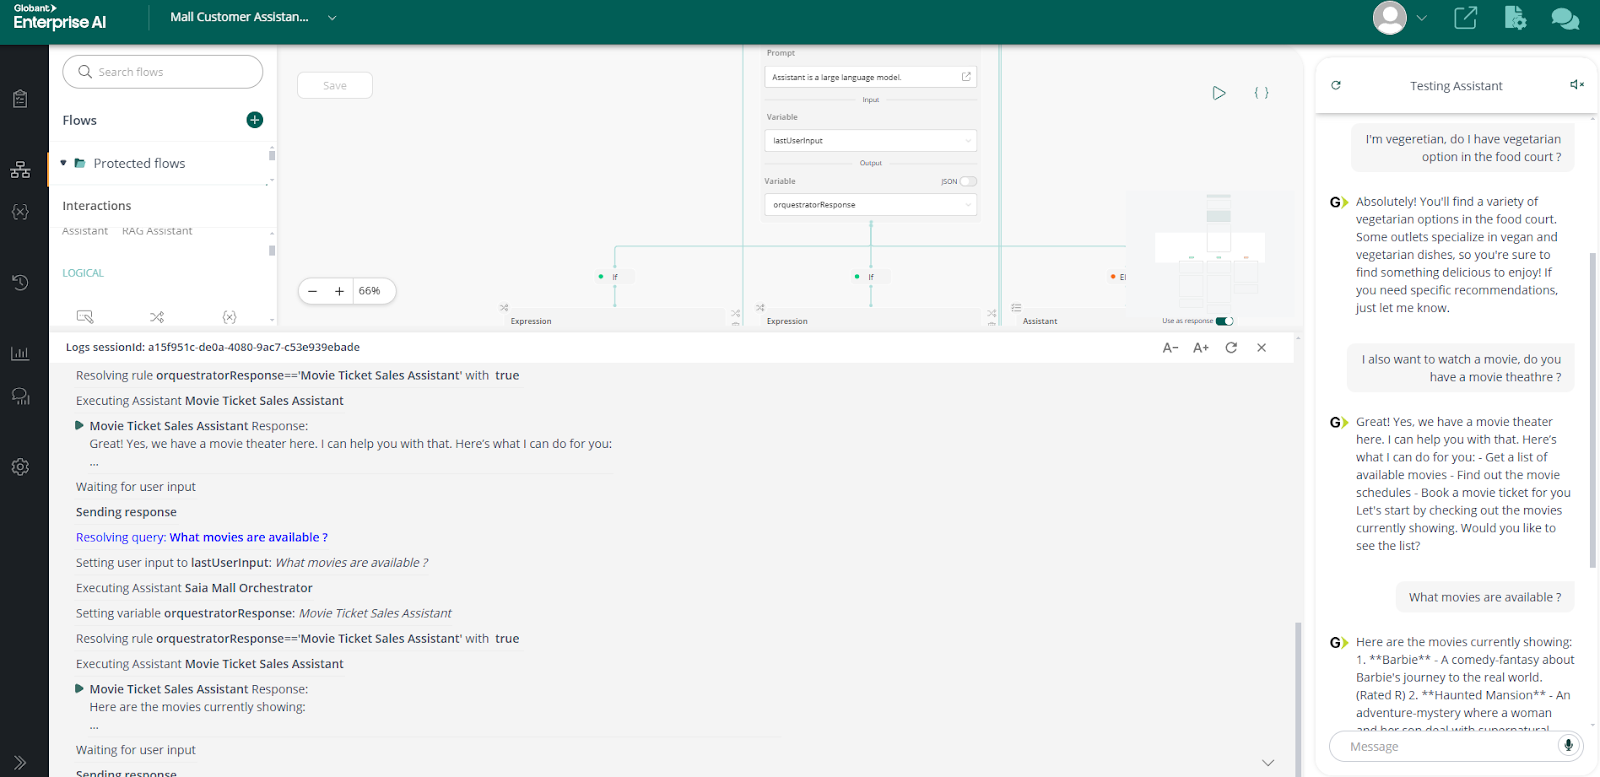 Globant
Enterprise AI
Mall Customer Assistan...
Search flows
Flows
Protected flows
Interactions
Assistant RAG Assistant
LOGICAL
Save
66%
Prompt
Assistant is a large language model.
Input
Variable
lastUserInput
Output
Variable
JSON
orquestratorResponse
If
If
El
Expression
Expression
Assistant
Use as response
Logs sessionId: a15f951c-de0a-4080-9ac7-c53e939ebade
A- A+
Resolving rule orquestratorResponse=='Movie Ticket Sales Assistant' with true
Executing Assistant Movie Ticket Sales Assistant
Movie Ticket Sales Assistant Response:
Great! Yes, we have a movie theater here. I can help you with that. Here's what I can do for you:
...
Waiting for user input
Sending response
Resolving query: What movies are available ?
Setting user input to lastUserInput: What movies are available ?
Executing Assistant Saia Mall Orchestrator
Setting variable orquestratorResponse: Movie Ticket Sales Assistant
Resolving rule orquestratorResponse=='Movie Ticket Sales Assistant' with true
Executing Assistant Movie Ticket Sales Assistant
Movie Ticket Sales Assistant Response:
Here are the movies currently showing:
...
Waiting for user input
Sending response
Testing Assistant
I'm vegeretian, do I have vegetarian
option in the food court ?
Absolutely! You'll find a variety of
vegetarian options in the food court.
Some outlets specialize in vegan and
vegetarian dishes, so you're sure to
find something delicious to enjoy! If
you need specific recommendations,
just let me know.
I also want to watch a movie, do you
have a movie theathre ?
Great! Yes, we have a movie theater
here. I can help you with that. Here's
what I can do for you: - Get a list of
available movies - Find out the movie
schedules - Book a movie ticket for you
Let's start by checking out the movies
currently showing. Would you like to
see the list?
What movies are available ?
Here are the movies currently showing:
1. **Barbie** - A comedy-fantasy about
Barbie's journey to the real world.
(Rated R) 2. **Haunted Mansion** - An
adventure-mystery where a woman
and her son deal with supernatural
Message